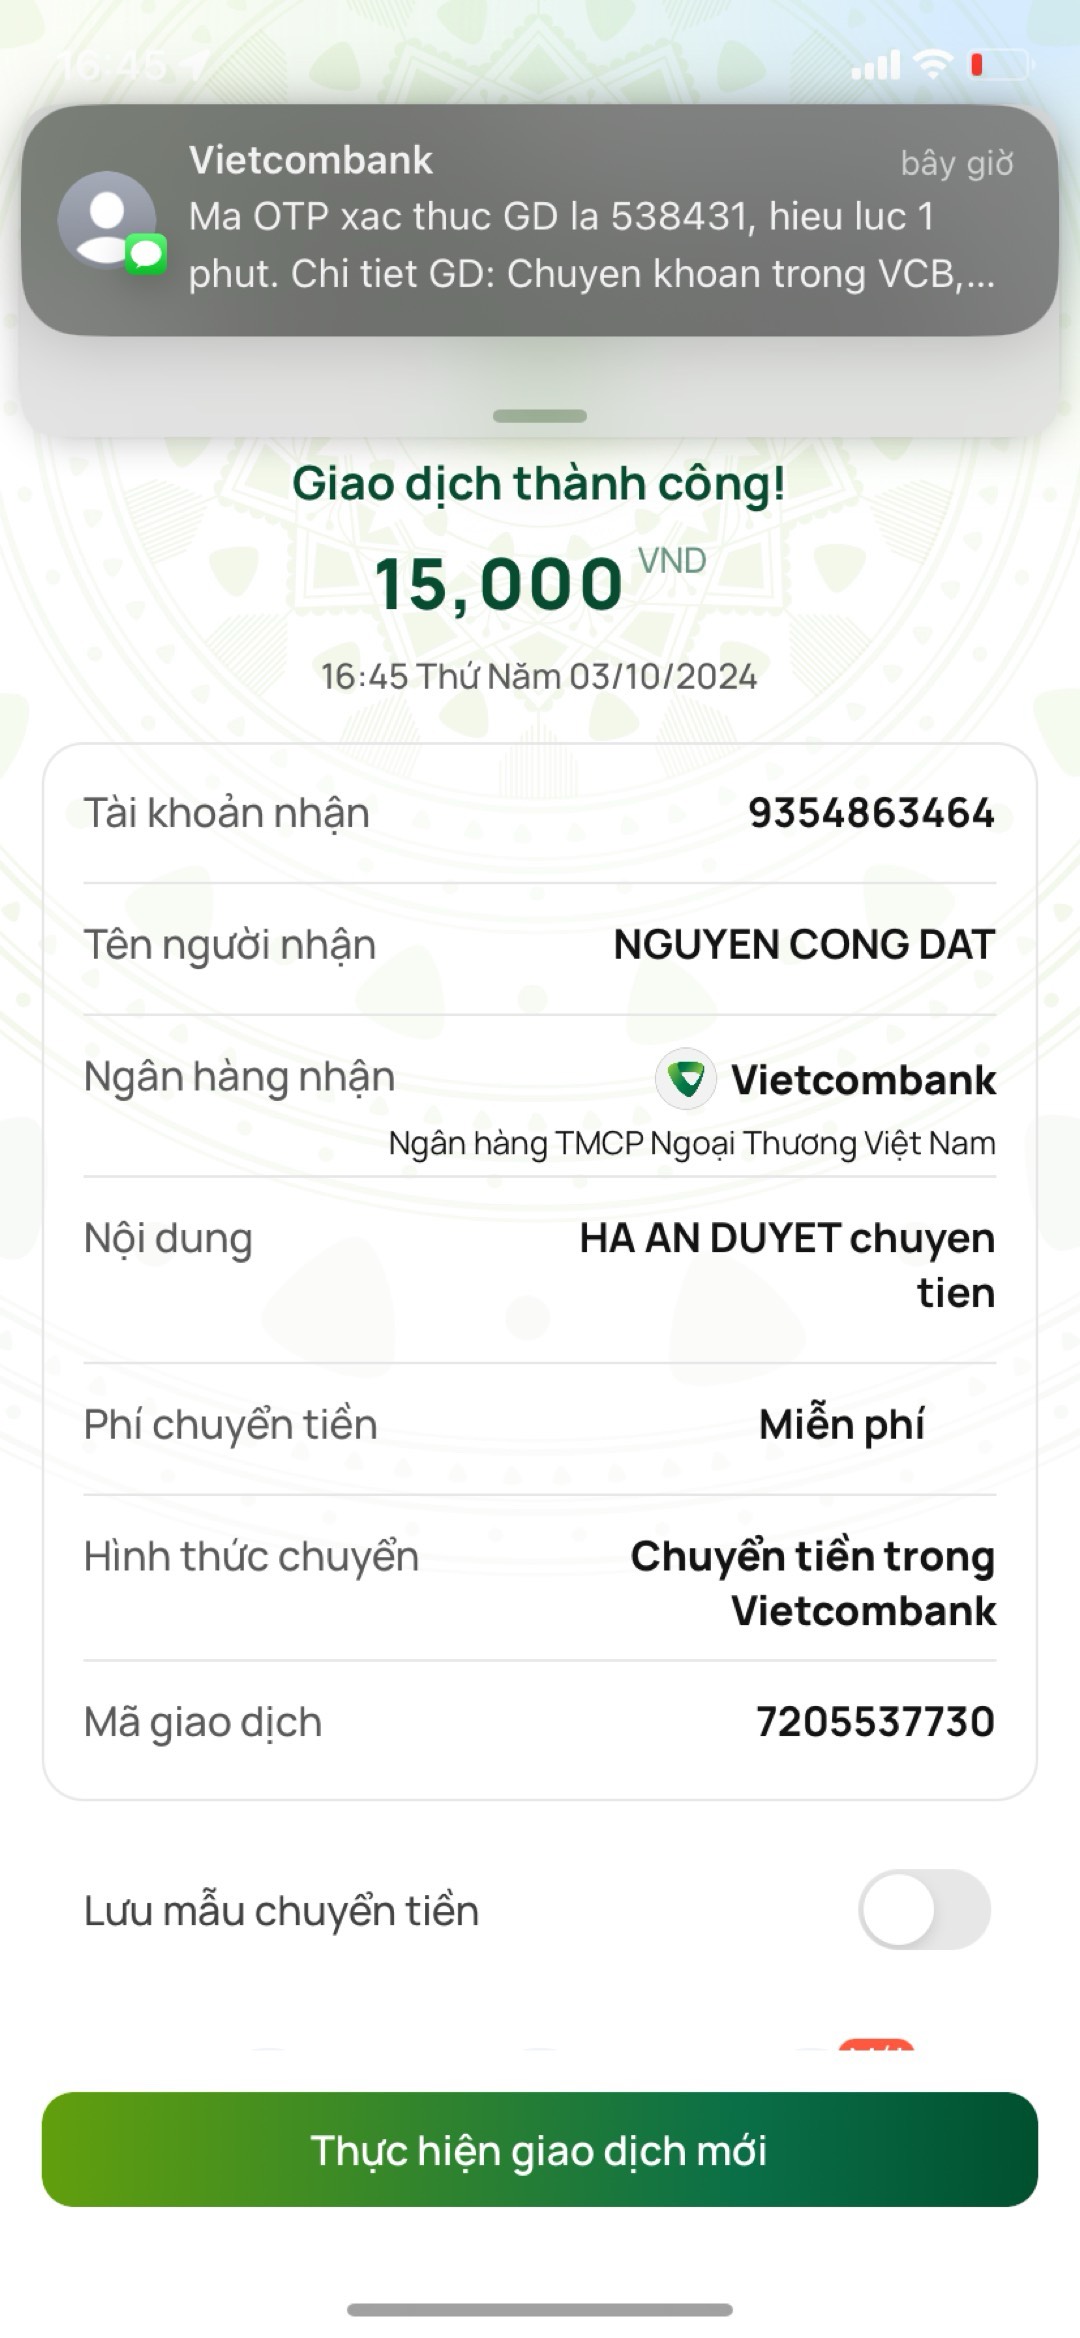 16:45
Vietcombank
bây giờ
Ma OTP xac thuc GD la 538431, hieu luc 1
phut. Chi tiet GD: Chuyen khoan trong VCB,...
Giao dịch thành công!
15,000 VND
16:45 Thứ Năm 03/10/2024
Tài khoản nhận
9354863464
Tên người nhận
NGUYEN CONG DAT
Ngân hàng nhận
Vietcombank
Ngân hàng TMCP Ngoại Thương Việt Nam
Nội dung
HA AN DUYET chuyen
tien
Phí chuyển tiền
Miễn phí
Hình thức chuyển
Chuyển tiền trong
Vietcombank
Mã giao dịch
7205537730
Lưu mẫu chuyển tiền
Thực hiện giao dịch mới